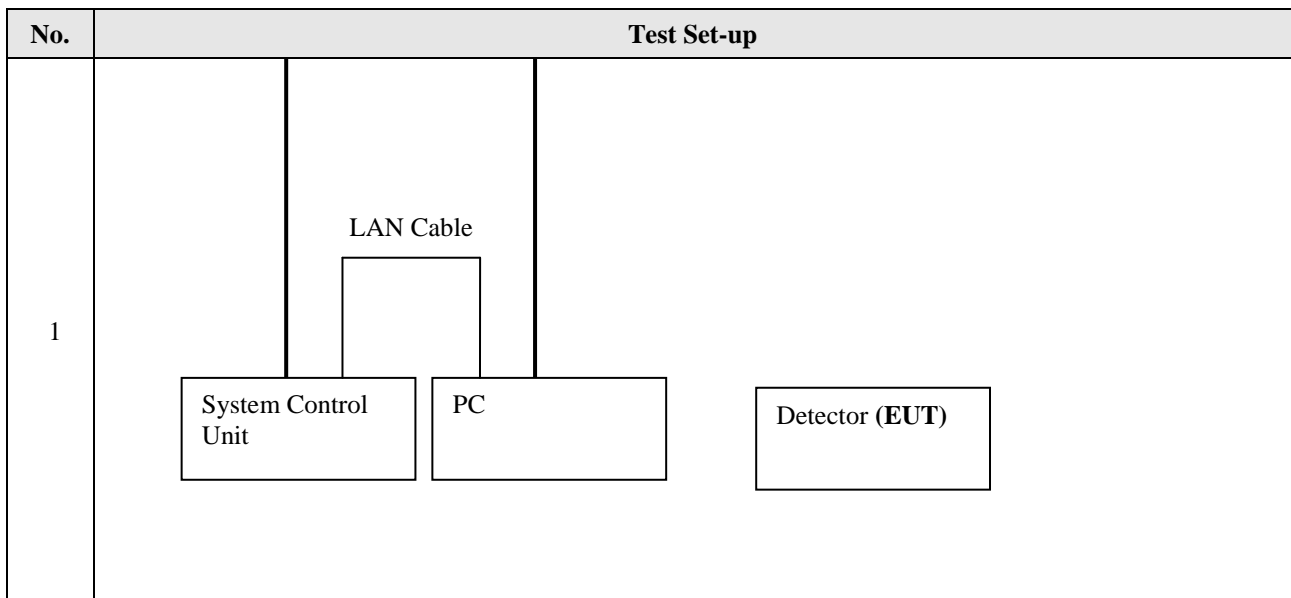 No.
Test Set-up
LAN Cable
1
System Control
Unit
PC
Detector (EUT)